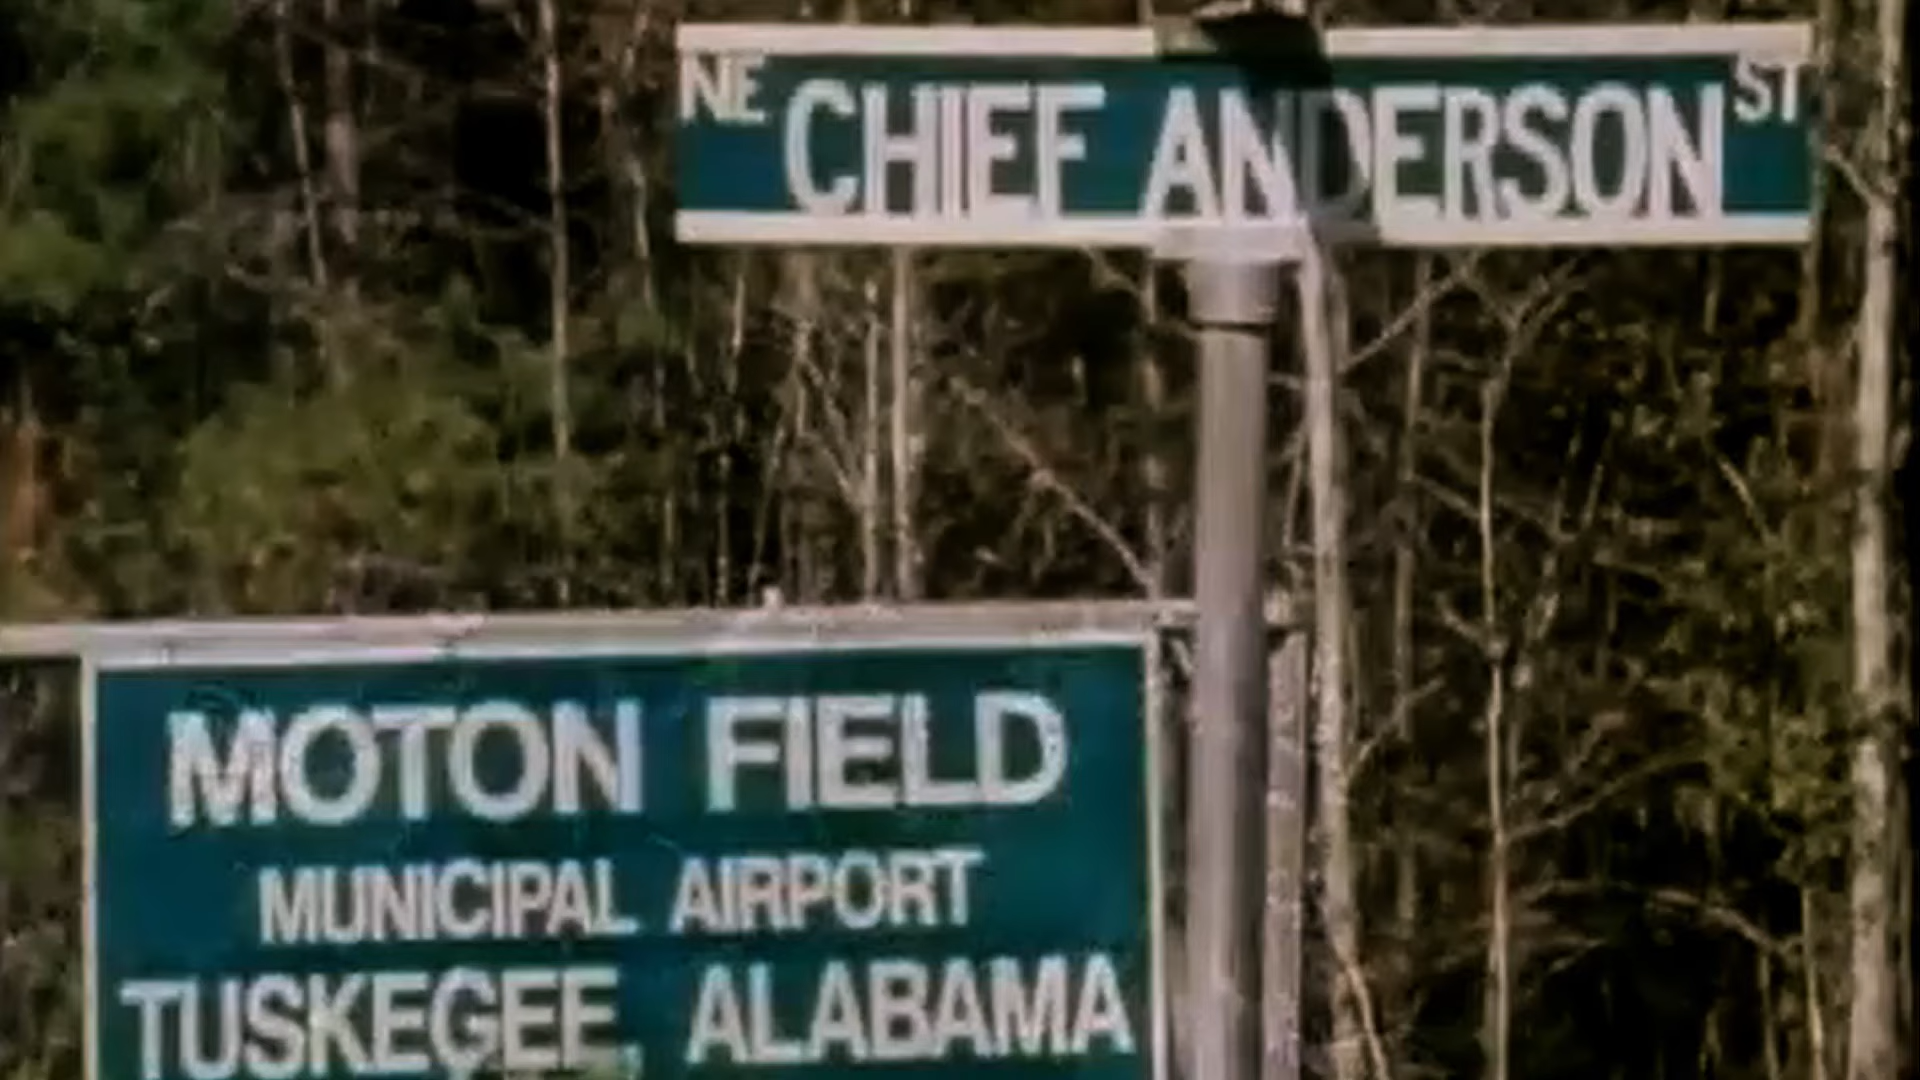 NE CHIEF ANDERSON ST
MOTON FIELD
MUNICIPAL AIRPORT
TUSKEGEE, ALABAMA